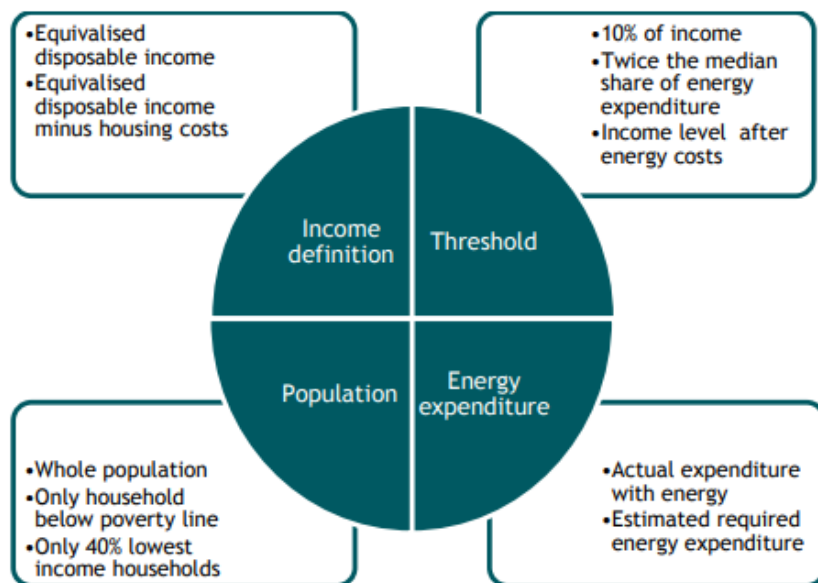 •Equivalised
disposable income
•Equivalised
disposable income
minus housing costs
•10% of income
•Twice the median
share of energy
expenditure
•Income level after
energy costs
Income
definition
Threshold
Population
Energy
expenditure
•Whole population
•Only household
below poverty line
•Only 40% lowest
income households
•Actual expenditure
with energy
•Estimated required
energy expenditure